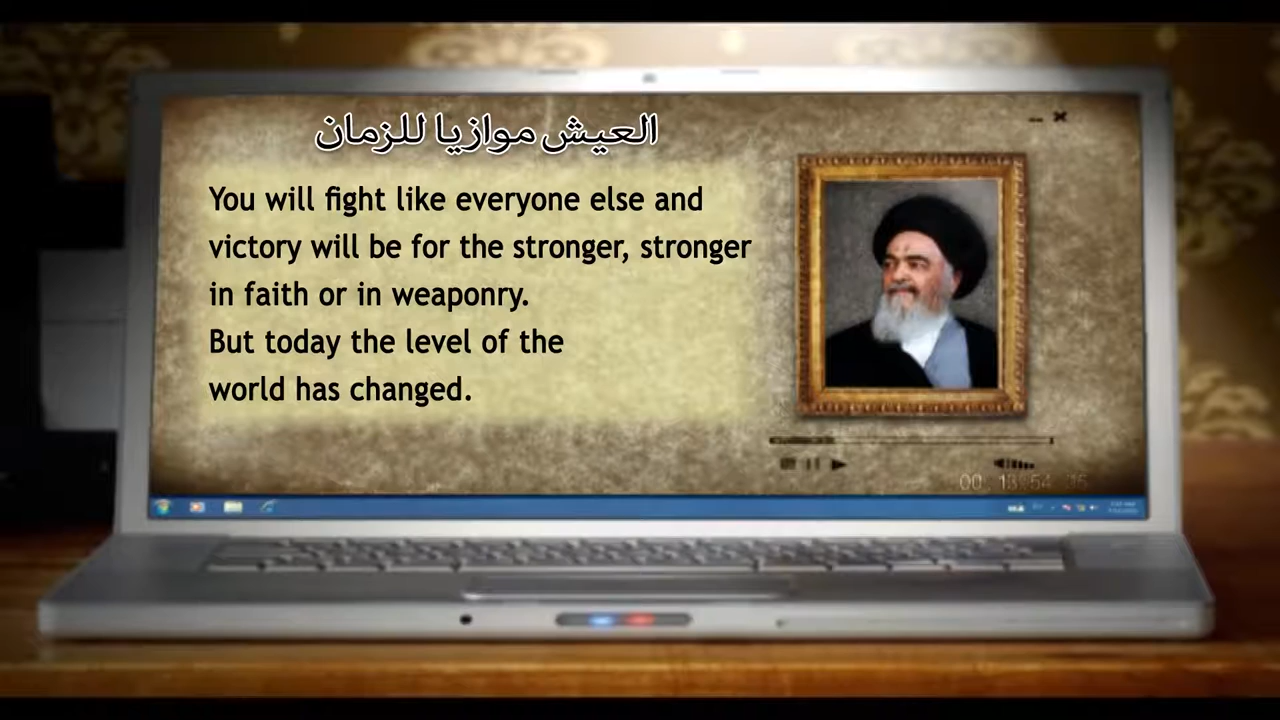 العيش موازيا للزمان
You will fight like everyone else and
victory will be for the stronger, stronger
in faith or in weaponry.
But today the level of the
world has changed.